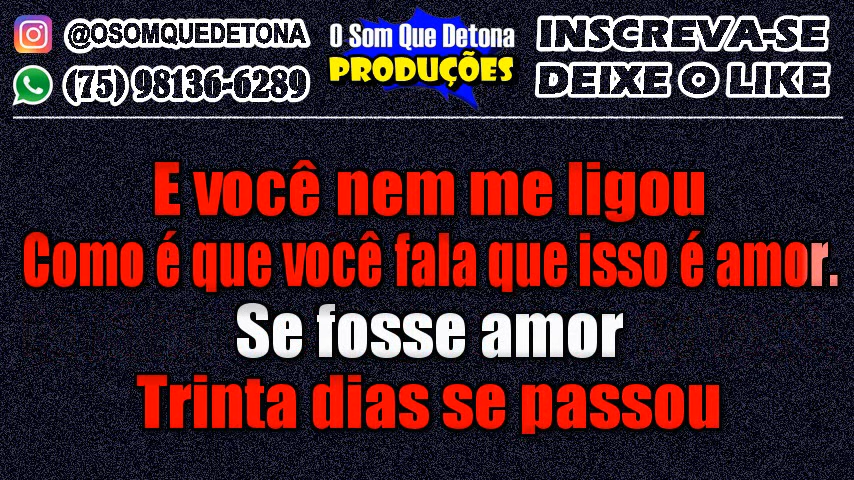 @OSOMQUEDETONA
(75) 98136-6289
O Som Que Detona
PRODUÇÕES
INSCREVA-SE
DEIXE O LIKE
E você nem me ligou
Como é que você fala que isso é amor.
Se fosse amor
Trinta dias se passou